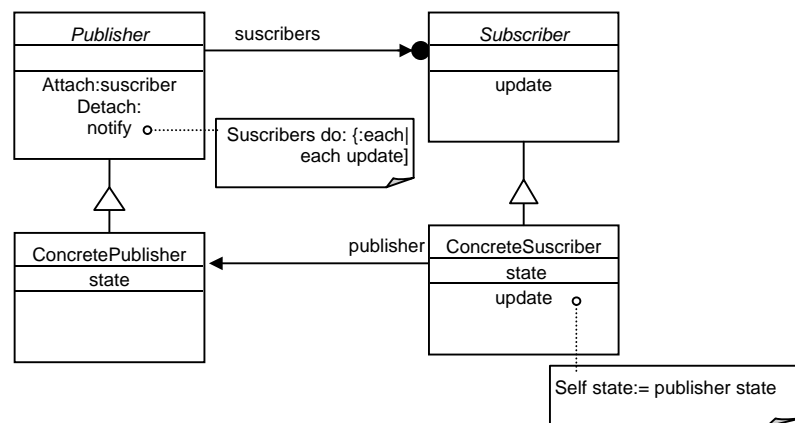 Publisher
suscribers
Subscriber
Attach:suscriber
Detach:
notify
update
Suscribers do: {:each|
each update]
ConcretePublisher
state
publisher
ConcreteSuscriber
state
update
Self state:= publisher state